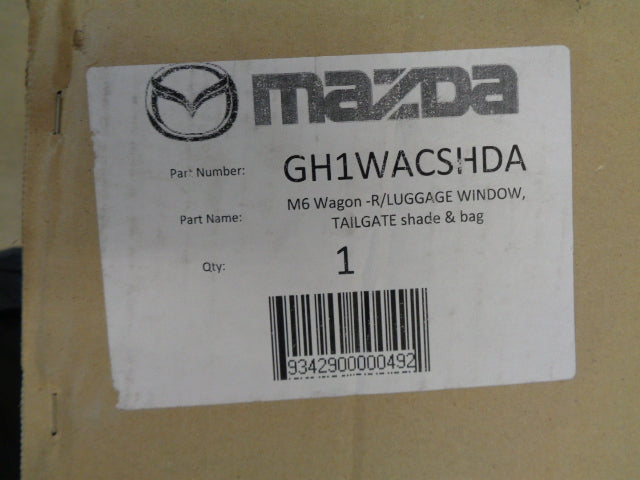 mazda
Part Number: GH1WACSHDA
Part Name: M6 Wagon -R/LUGGAGE WINDOW,
TAILGATE shade & bag
Qty: 1
9342900000492